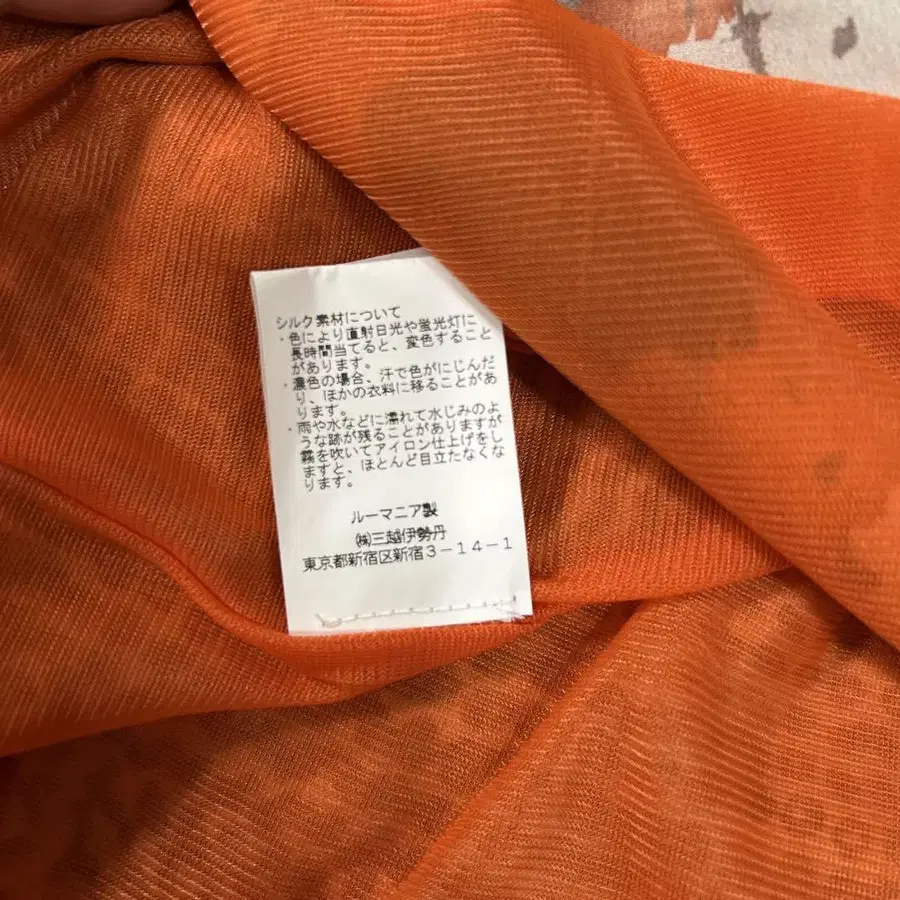 シルク素材について
・色により直射日光や蛍光灯に
長時間当てると、変色すること
があります。
・濃色の場合、汗で色がにじんだ
り、ほかの衣料に移ることがあ
ります。
・雨や水などに濡れて水じみのよ
うな跡が残ることがありますが
霧を吹いてアイロン仕上げをし
ますと、ほとんど目立たなくな
ります。
ルーマニア製
㈱三越伊勢丹
東京都新宿区新宿３－１４－１